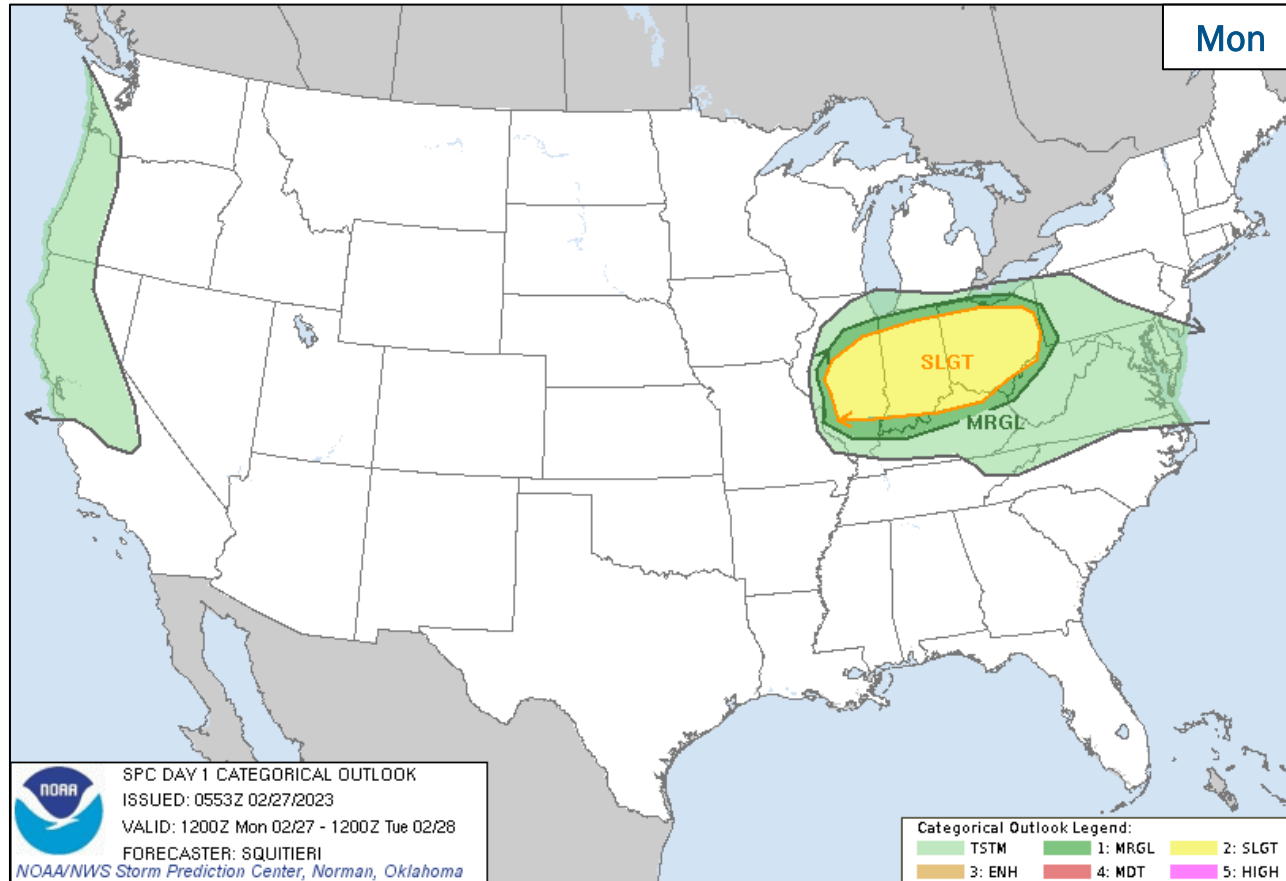 Mon
SLGT
MRGL
NOAA
SPC DAY 1 CATEGORICAL OUTLOOK
ISSUED: 0553Z 02/27/2023
VALID: 1200Z Mon 02/27 - 1200Z Tue 02/28
FORECASTER: SQUITIERI
NOAA/NWS Storm Prediction Center, Norman, Oklahoma
Categorical Outlook Legend:
TSTM 1: MRGL 2: SLGT
3: ENH 4: MDT 5: HIGH